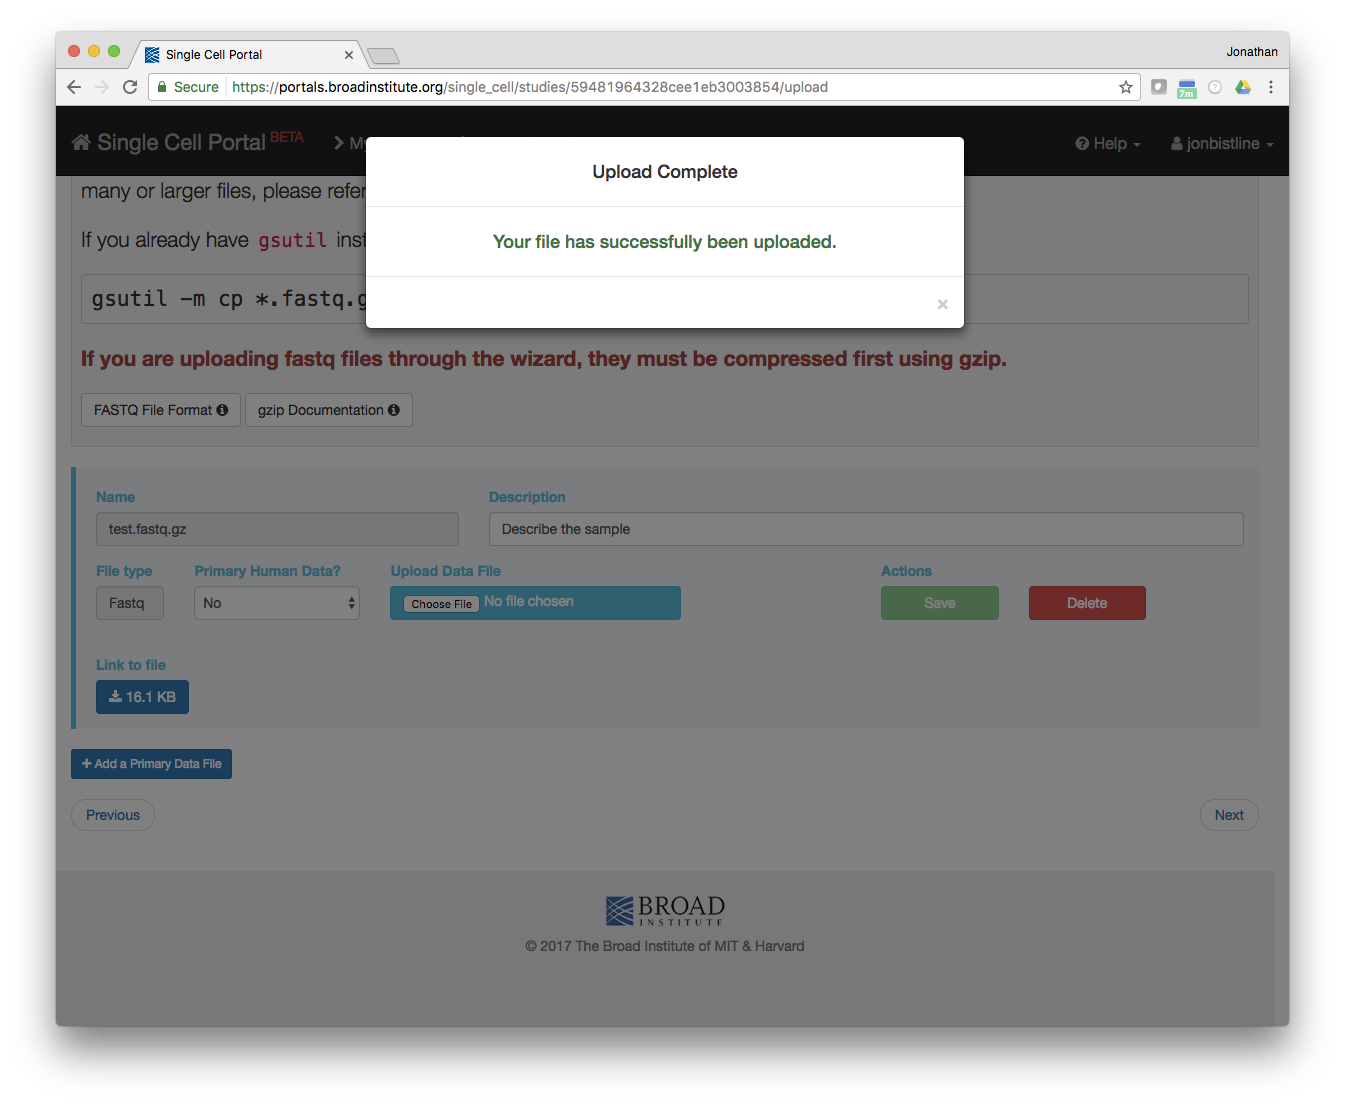 Single Cell Portal
Jonathan
Secure https://portals.broadinstitute.org/single_cell/studies/59481964328cee1eb3003854/upload
7m
Single Cell Portal BETA
Help
jonbistline
Upload Complete
many or larger files, please refer
Your file has successfully been uploaded.
If you already have gsutil
gsutil -m cp *.fastq.g
×
If you are uploading fastq files through the wizard, they must be compressed first using gzip.
FASTQ File Format gzip Documentation
Name Description
test.fastq.gz Describe the sample
File type Primary Human Data? Upload Data File Actions
Fastq No Choose File No file chosen Save Delete
Link to file
16.1 KB
+ Add a Primary Data File
Previous Next
BROAD
INSTITUTE
© 2017 The Broad Institute of MIT & Harvard